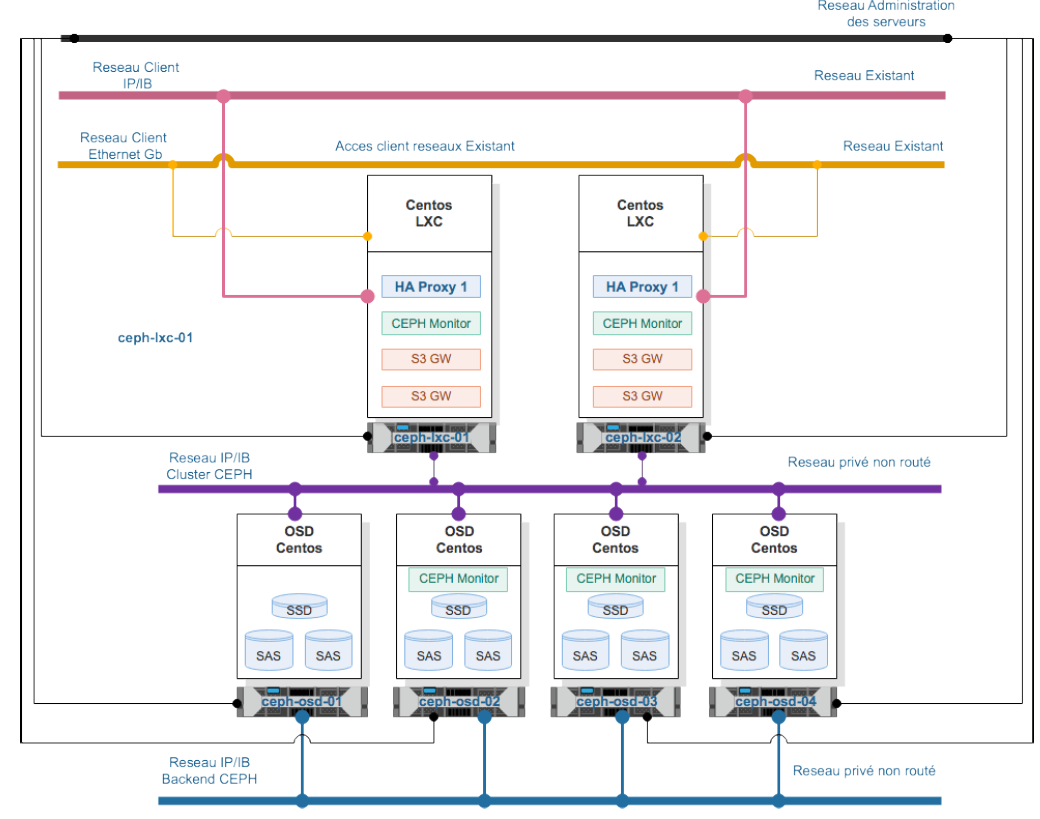 Reseau Administration
des serveurs
Reseau Client
IP/IB
Reseau Existant
Reseau Client
Ethernet Gb
Acces client reseaux Existant
Reseau Existant
Centos
LXC
Centos
LXC
HA Proxy 1
HA Proxy 1
CEPH Monitor
CEPH Monitor
ceph-lxc-01
S3 GW
S3 GW
S3 GW
S3 GW
ceph-lxc-01
ceph-lxc-02
Reseau IP/IB
Cluster CEPH
Reseau privé non routé
OSD
Centos
OSD
Centos
OSD
Centos
OSD
Centos
CEPH Monitor
CEPH Monitor
CEPH Monitor
SSD
SSD
SSD
SSD
SAS
SAS
SAS
SAS
SAS
SAS
SAS
SAS
ceph-osd-01
ceph-osd-02
ceph-osd-03
ceph-osd-04
Reseau IP/IB
Backend CEPH
Reseau privé non routé